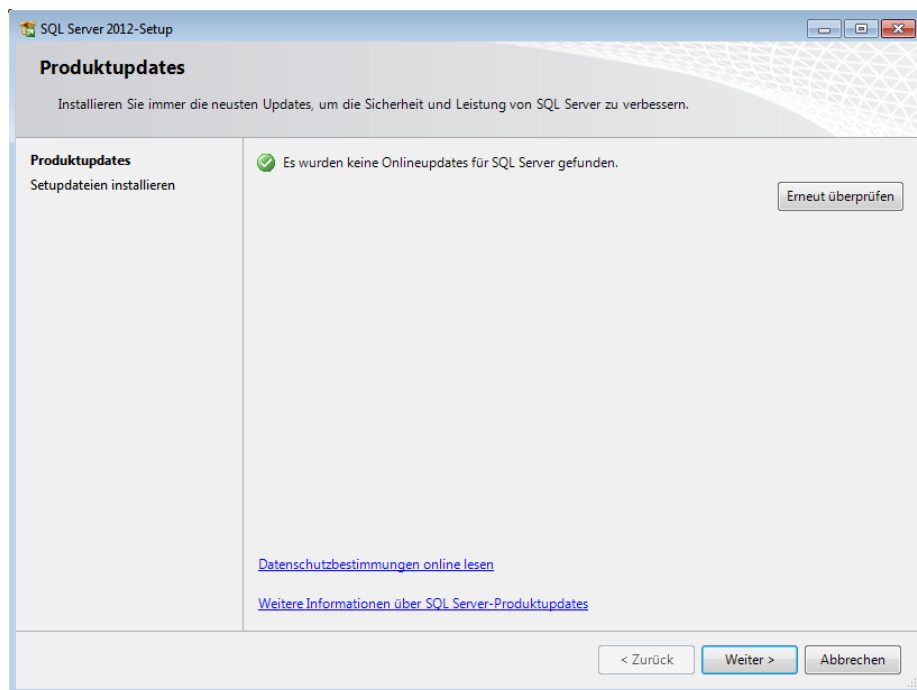 SQL Server 2012-Setup
Produktupdates
Installieren Sie immer die neusten Updates, um die Sicherheit und Leistung von SQL Server zu verbessern.
Produktupdates
Setupdateien installieren
Es wurden keine Onlineupdates für SQL Server gefunden.
Erneut überprüfen
Datenschutzbestimmungen online lesen
Weitere Informationen über SQL Server-Produktupdates
< Zurück Weiter > Abbrechen